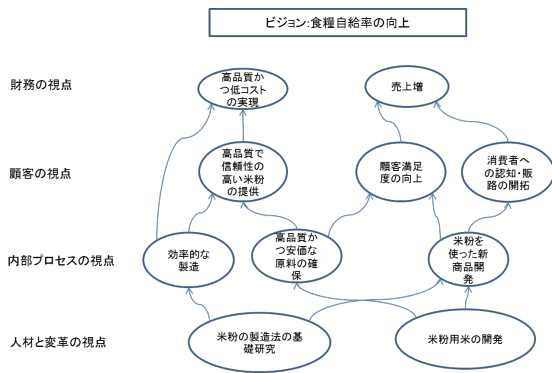 ビジョン:食糧自給率の向上
財務の視点
高品質か
つ低コスト
の実現
売上増
顧客の視点
高品質で
信頼性の
高い米粉
の提供
顧客満足
度の向上
消費者へ
の認知・販
路の開拓
内部プロセスの視点
効率的な
製造
高品質か
つ安価な
原料の確
保
米粉を
使った新
商品開
発
人材と変革の視点
米粉の製造法の基
礎研究
米粉用米の開発